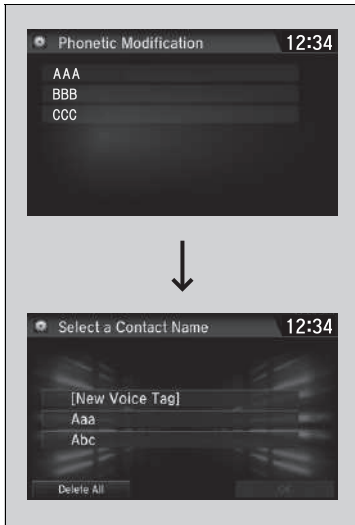 Phonetic Modification 12:34
AAA
BBB
CCC
Select a Contact Name 12:34
[New Voice Tag]
Aaa
Abc
Delete All OK